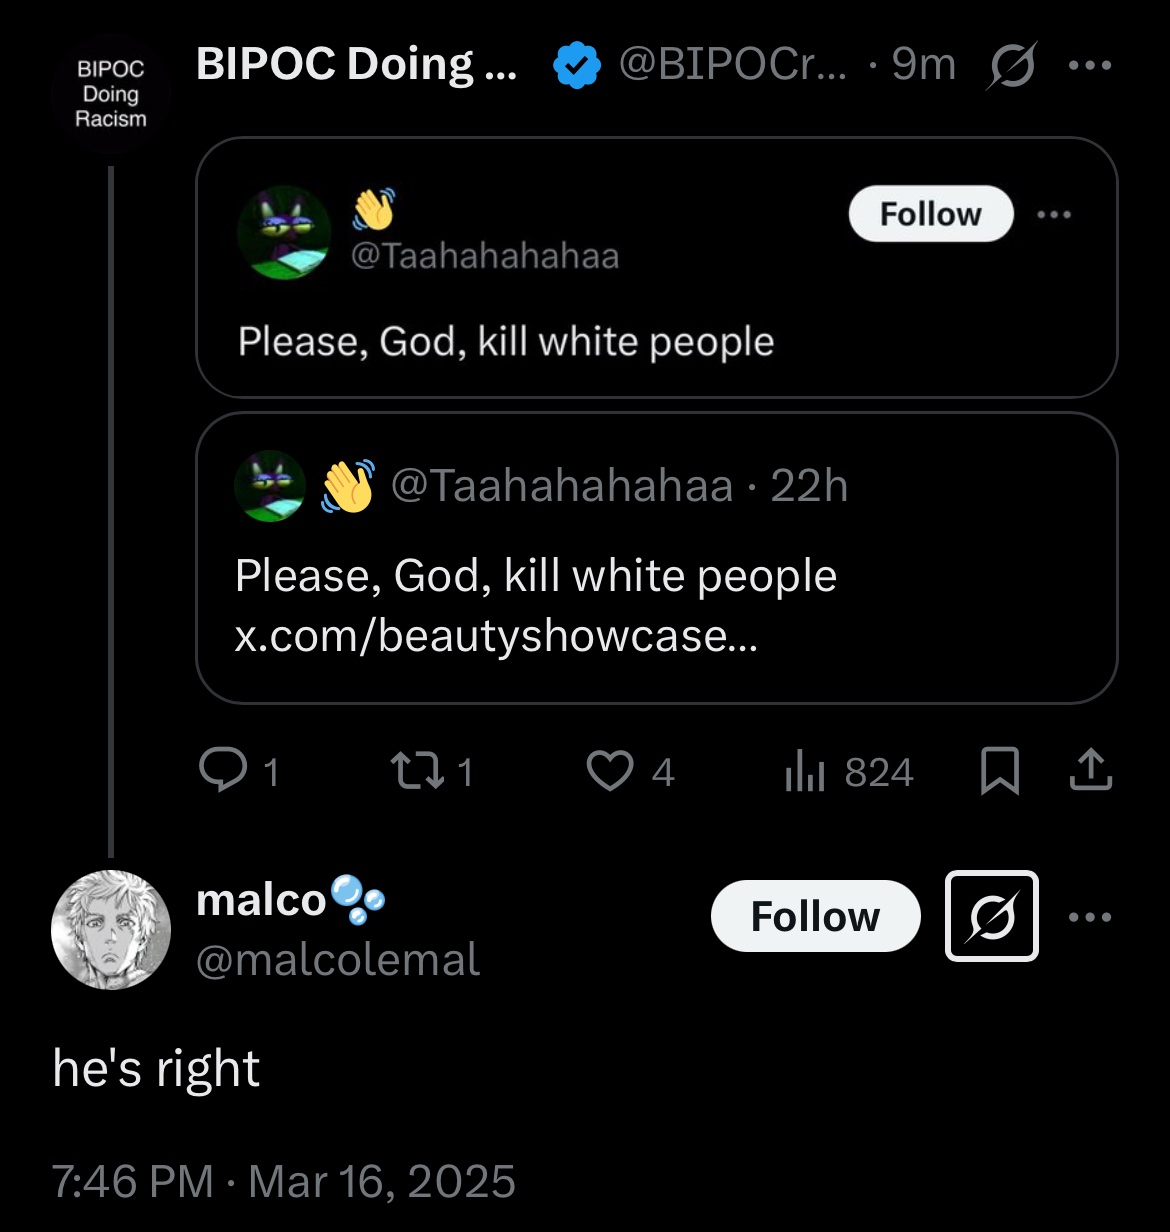 BIPOC
Doing
Racism
BIPOC Doing ... @BIPOCr... · 9m
@Taahahahahaa
Follow
Please, God, kill white people
@Taahahahahaa · 22h
Please, God, kill white people
x.com/beautyshowcase...
1 1 4 824
malco
@malcolemal
Follow
he's right
7:46 PM · Mar 16, 2025